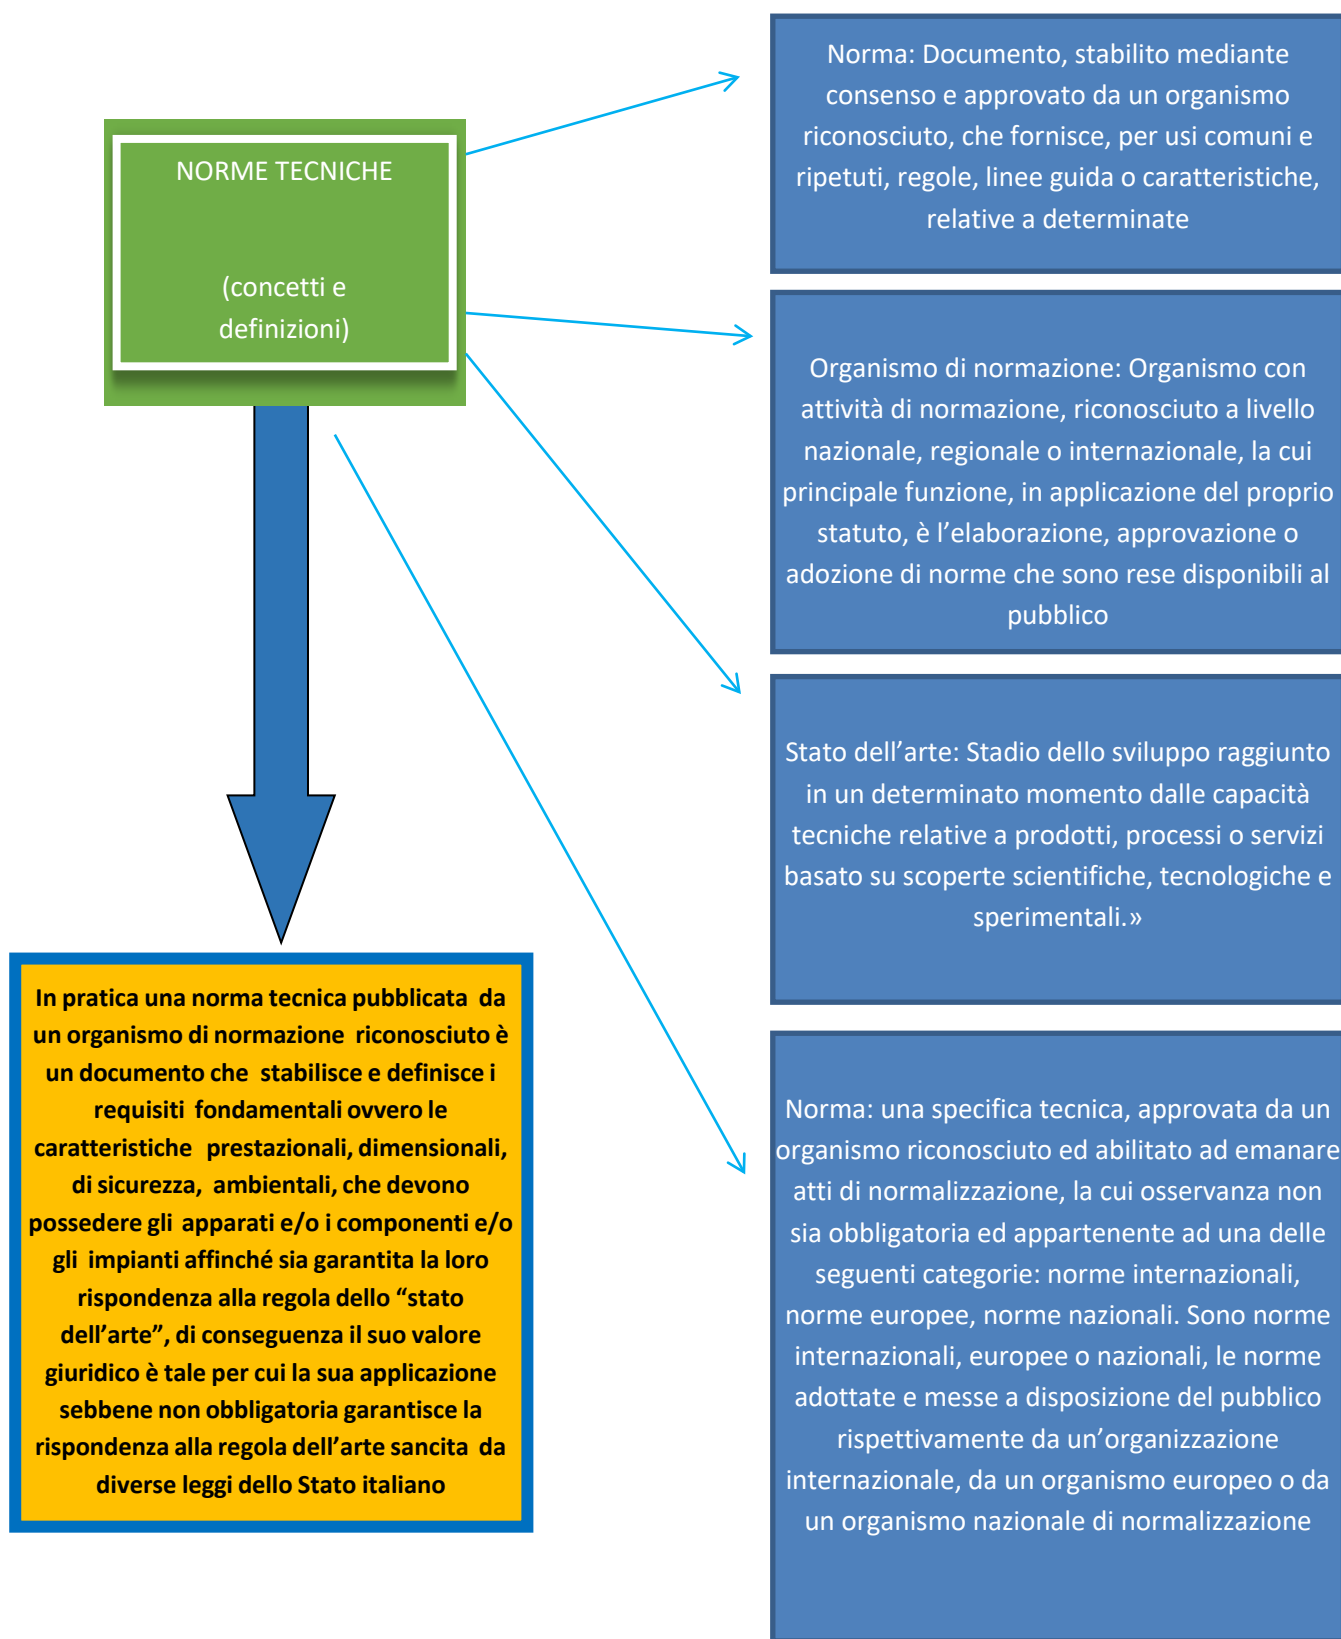 NORME TECNICHE
(concetti e
definizioni)
Norma: Documento, stabilito mediante
consenso e approvato da un organismo
riconosciuto, che fornisce, per usi comuni e
ripetuti, regole, linee guida o caratteristiche,
relative a determinate
Organismo di normazione: Organismo con
attività di normazione, riconosciuto a livello
nazionale, regionale o internazionale, la cui
principale funzione, in applicazione del proprio
statuto, è l’elaborazione, approvazione o
adozione di norme che sono rese disponibili al
pubblico
Stato dell’arte: Stadio dello sviluppo raggiunto
in un determinato momento dalle capacità
tecniche relative a prodotti, processi o servizi
basato su scoperte scientifiche, tecnologiche e
sperimentali.»
Norma: una specifica tecnica, approvata da un
organismo riconosciuto ed abilitato ad emanare
atti di normalizzazione, la cui osservanza non
sia obbligatoria ed appartenente ad una delle
seguenti categorie: norme internazionali,
norme europee, norme nazionali. Sono norme
internazionali, europee o nazionali, le norme
adottate e messe a disposizione del pubblico
rispettivamente da un’organizzazione
internazionale, da un organismo europeo o da
un organismo nazionale di normalizzazione
In pratica una norma tecnica pubblicata da
un organismo di normazione riconosciuto è
un documento che stabilisce e definisce i
requisiti fondamentali ovvero le
caratteristiche prestazionali, dimensionali,
di sicurezza, ambientali, che devono
possedere gli apparati e/o i componenti e/o
gli impianti affinché sia garantita la loro
rispondenza alla regola dello “stato
dell’arte”, di conseguenza il suo valore
giuridico è tale per cui la sua applicazione
sebbene non obbligatoria garantisce la
rispondenza alla regola dell’arte sancita da
diverse leggi dello Stato italiano